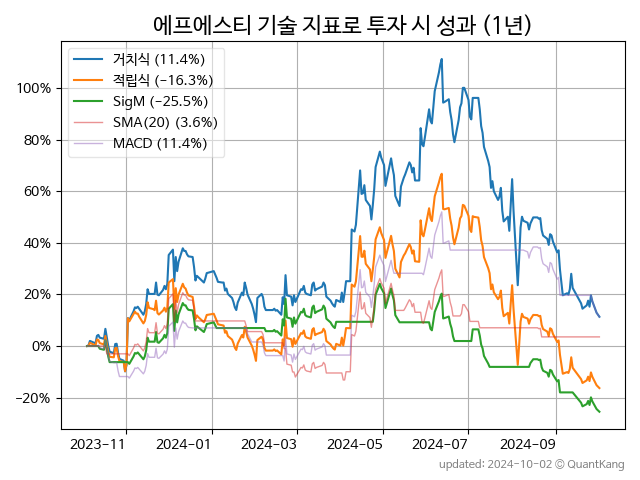 에프에스티 기술 지표로 투자 시 성과 (1년)
거치식 (11.4%)
적립식 (−16.3%)
SigM (−25.5%)
SMA(20) (3.6%)
MACD (11.4%)
100%
80%
60%
40%
20%
0%
−20%
2023-11 2024-01 2024-03 2024-05 2024-07 2024-09
updated: 2024-10-02 © QuantKang